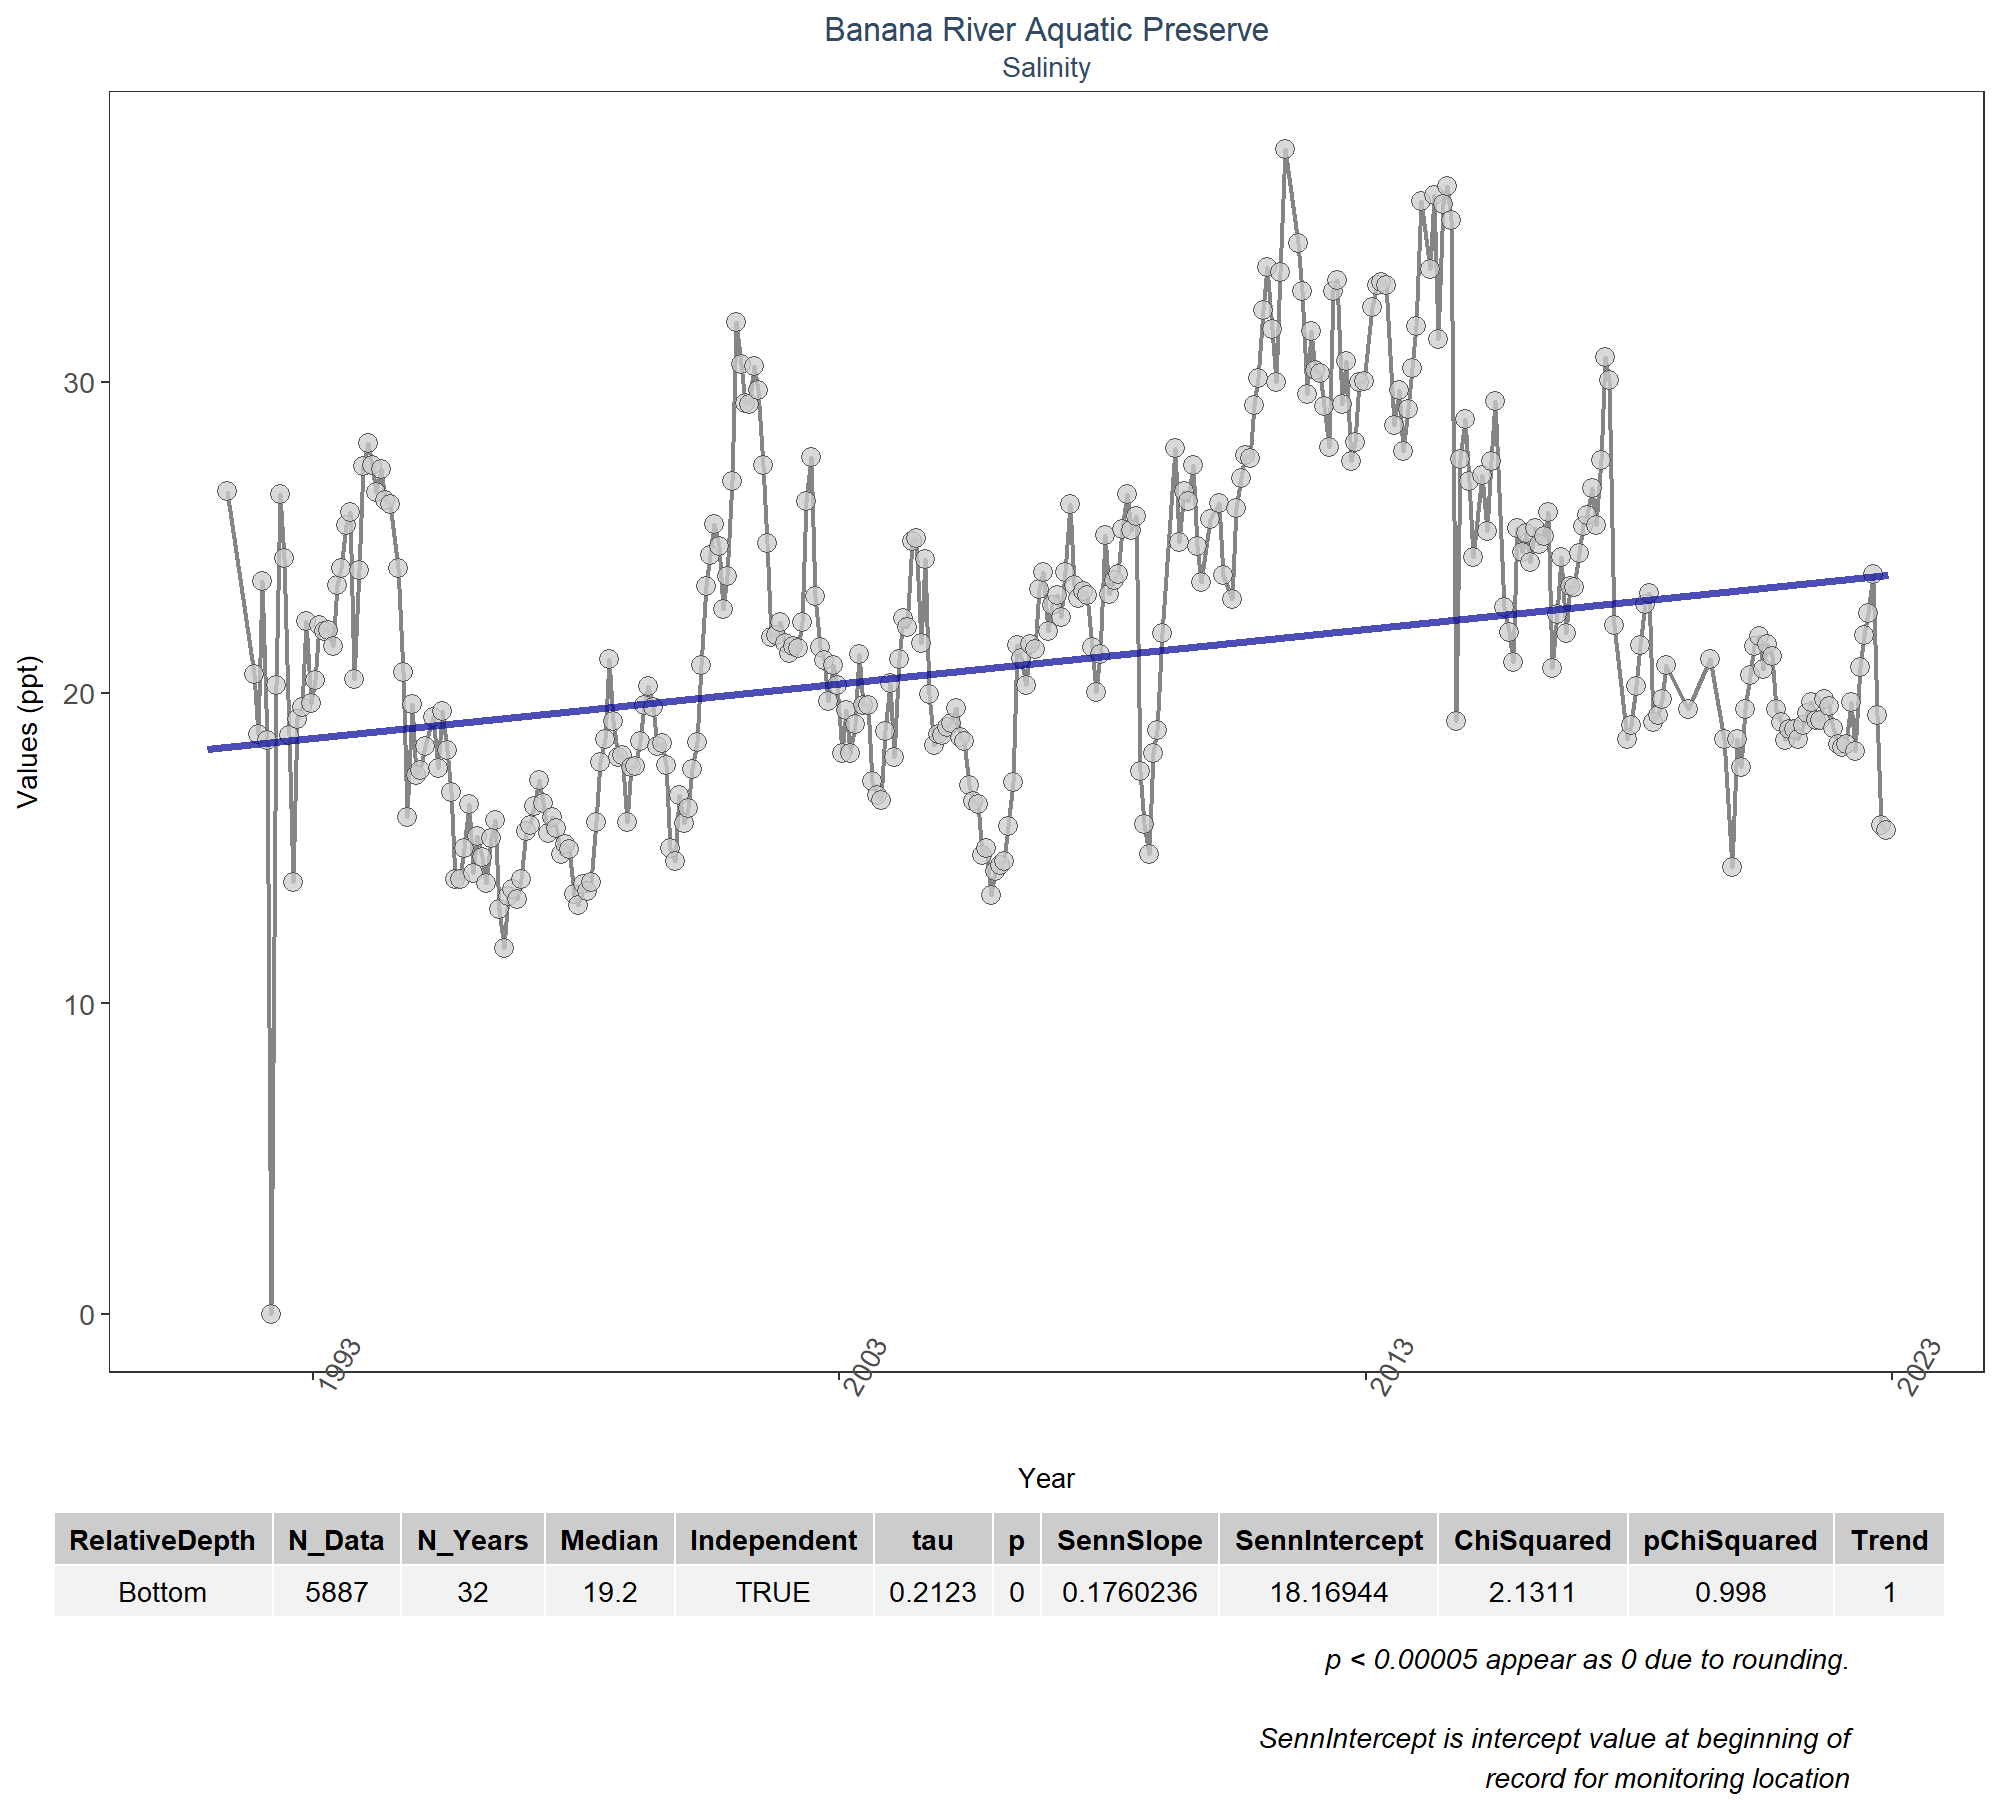 Banana River Aquatic Preserve
Salinity
Values (ppt)
30
20
10
0
1993 2003 2013 2023
Year
RelativeDepth N_Data N_Years Median Independent tau p SennSlope SennIntercept ChiSquared pChiSquared Trend
Bottom 5887 32 19.2 TRUE 0.2123 0 0.1760236 18.16944 2.1311 0.998 1
p < 0.00005 appear as 0 due to rounding.
SennIntercept is intercept value at beginning of
record for monitoring location